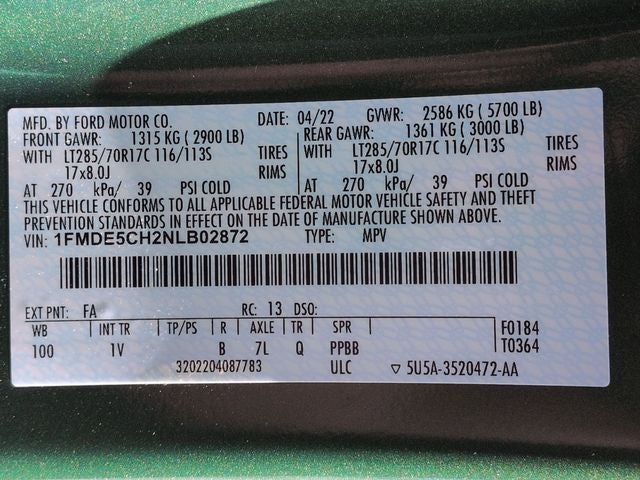 MFD. BY FORD MOTOR CO. DATE: 04/22 GVWR: 2586 KG ( 5700 LB)
FRONT GAWR: 1315 KG ( 2900 LB) REAR GAWR: 1361 KG ( 3000 LB)
WITH LT285/70R17C 116/113S TIRES WITH LT285/70R17C 116/113S TIRES
17x8.0J RIMS 17x8.0J RIMS
AT 270 kPa/ 39 PSI COLD AT 270 kPa/ 39 PSI COLD
THIS VEHICLE CONFORMS TO ALL APPLICABLE FEDERAL MOTOR VEHICLE SAFETY AND THEFT
PREVENTION STANDARDS IN EFFECT ON THE DATE OF MANUFACTURE SHOWN ABOVE.
VIN: 1FMDE5CH2NLB02872 TYPE: MPV
EXT PNT: FA RC: 13 DSO:
WB INT TR TP/PS R AXLE TR SPR F0184
100 1V B 7L Q PPBB T0364
3202204087783 ULC ▽ 5U5A-3520472-AA